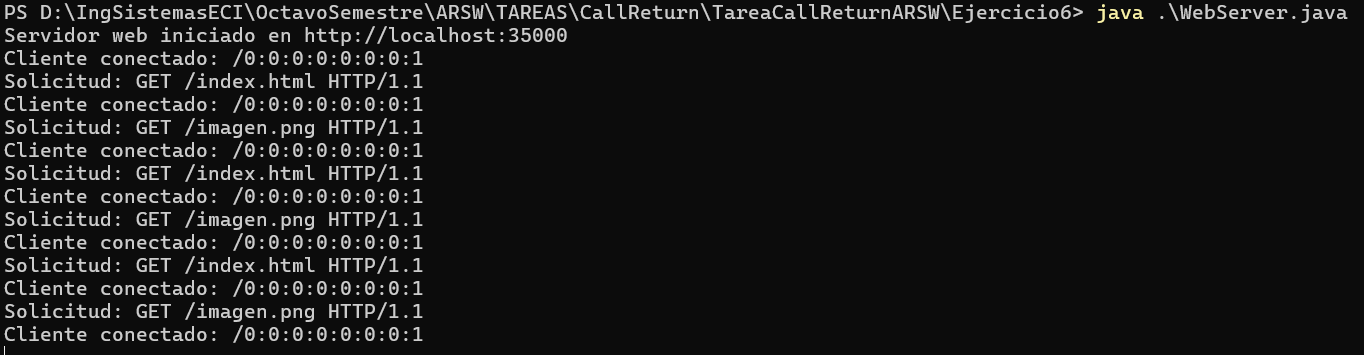 PS D:\IngSistemasECI\OctavoSemestre\ARSW\TAREAS\CallReturn\TareaCallReturnARSW\Ejercicio6> java .\WebServer.java
Servidor web iniciado en http://localhost:35000
Cliente conectado: /0:0:0:0:0:0:0:1
Solicitud: GET /index.html HTTP/1.1
Cliente conectado: /0:0:0:0:0:0:0:1
Solicitud: GET /imagen.png HTTP/1.1
Cliente conectado: /0:0:0:0:0:0:0:1
Solicitud: GET /index.html HTTP/1.1
Cliente conectado: /0:0:0:0:0:0:0:1
Solicitud: GET /imagen.png HTTP/1.1
Cliente conectado: /0:0:0:0:0:0:0:1
Solicitud: GET /index.html HTTP/1.1
Cliente conectado: /0:0:0:0:0:0:0:1
Solicitud: GET /imagen.png HTTP/1.1
Cliente conectado: /0:0:0:0:0:0:0:1